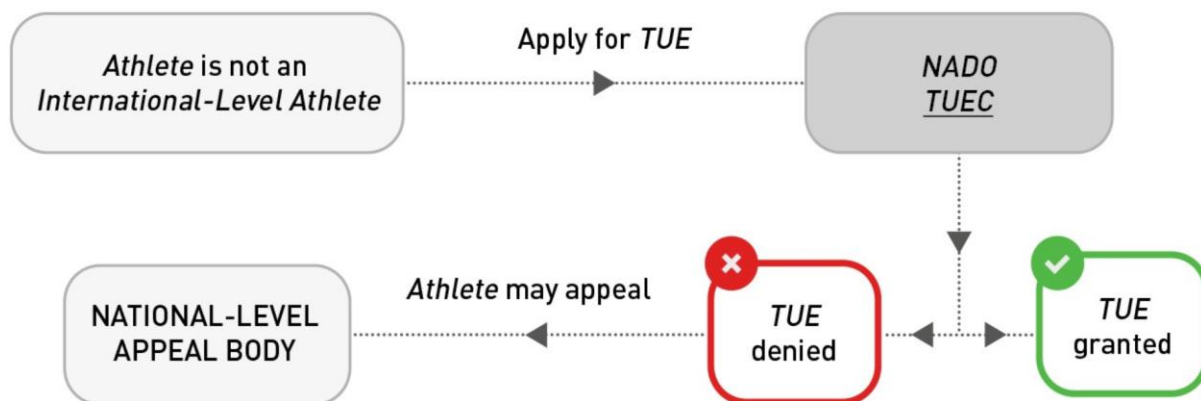 Athlete is not an
International-Level Athlete
Apply for TUE
NADO
TUEC
NATIONAL-LEVEL
APPEAL BODY
Athlete may appeal
TUE
denied
TUE
granted